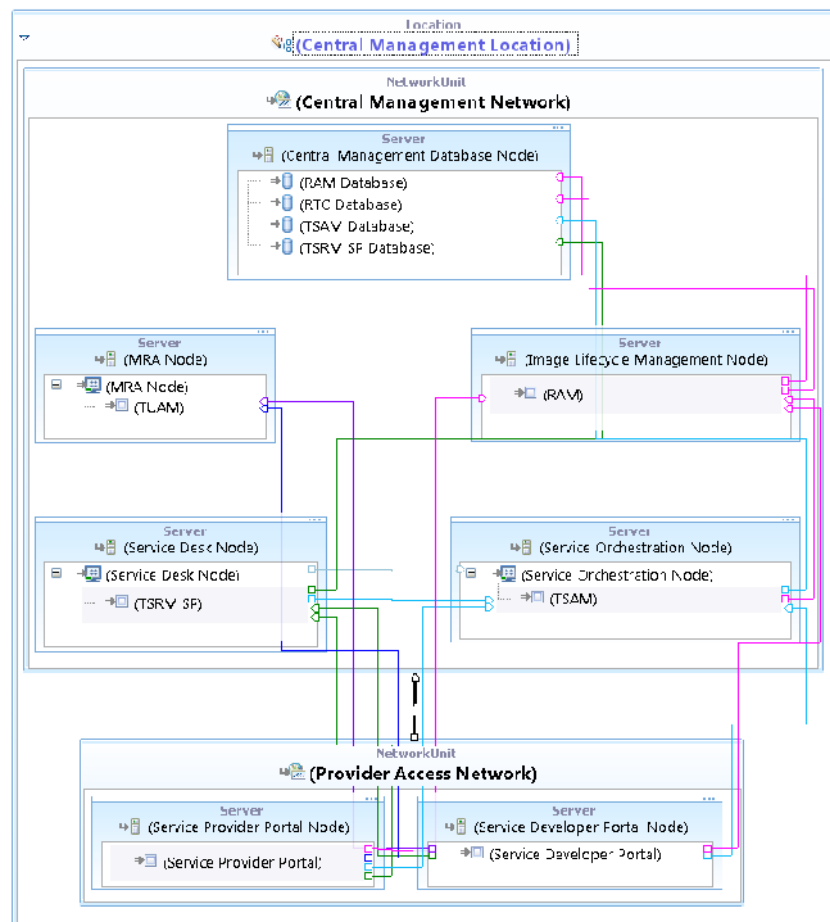 Location
(Central Management Location)
NetworkUnit
(Central Management Network)
Server
(Central Management Database Node)
(RAM Database)
(RTC Database)
(TSAM Database)
(TSRM SP Database)
Server
(MRA Node)
(MRA Node)
(TUAM)
Server
(Image Lifecycle Management Node)
(RAM)
Server
(Service Desk Node)
(Service Desk Node)
(TSRM SP)
Server
(Service Orchestration Node)
(Service Orchestration Node)
(TSAM)
NetworkUnit
(Provider Access Network)
Server
(Service Provider Portal Node)
(Service Provider Portal)
Server
(Service Developer Portal Node)
(Service Developer Portal)